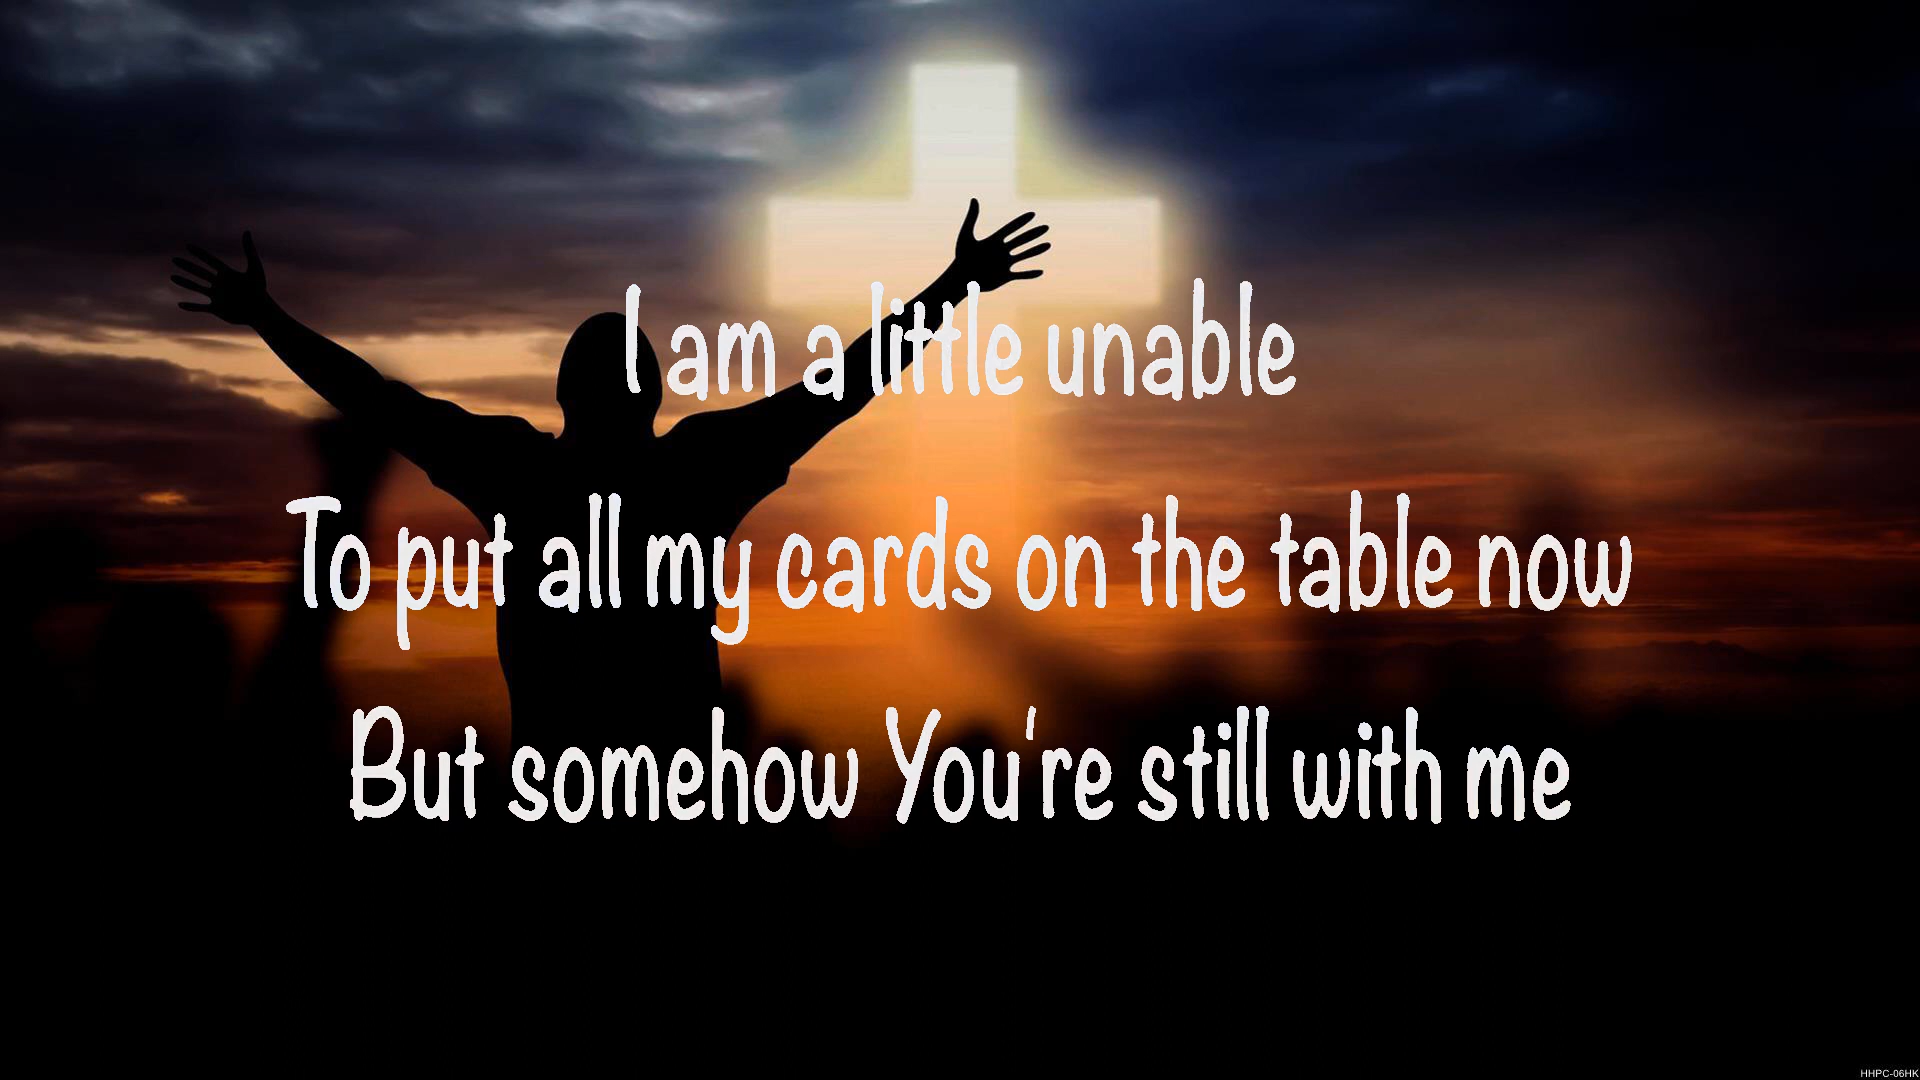 I am a little unable
To put all my cards on the table now
But somehow You're still with me
HHPC-06HK